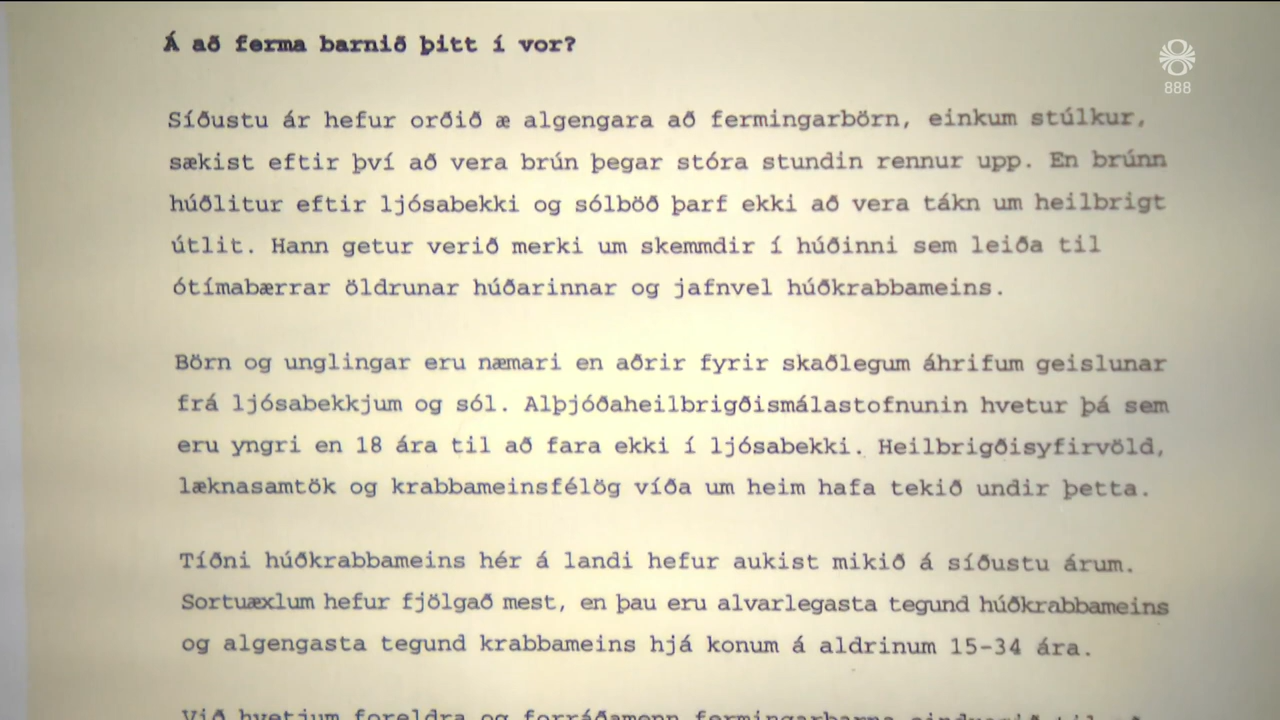 Á að ferma barnið þitt í vor?
888
Síðustu ár hefur orðið æ algengara að fermingarbörn, einkum stúlkur,
sækist eftir því að vera brún þegar stóra stundin rennur upp. En brúnn
húðlitur eftir ljósabekki og sólböð þarf ekki að vera tákn um heilbrigt
útlit. Hann getur verið merki um skemmdir í húðinni sem leiða til
ótímabærrar öldrunar húðarinnar og jafnvel húðkrabbameins.
Börn og unglingar eru næmari en aðrir fyrir skaðlegum áhrifum geislunar
frá ljósabekkjum og sól. Alþjóðaheilbrigðismálastofnunin hvetur þá sem
eru yngri en 18 ára til að fara ekki í ljósabekki. Heilbrigðisyfirvöld,
læknasamtök og krabbameinsfélög víða um heim hafa tekið undir þetta.
Tíðni húðkrabbameins hér á landi hefur aukist mikið á síðustu árum.
Sortuæxlum hefur fjölgað mest, en þau eru alvarlegasta tegund húðkrabbameins
og algengasta tegund krabbameins hjá konum á aldrinum 15-34 ára.
Við hvetjum foreldra og forráðamenn fermingarbarna